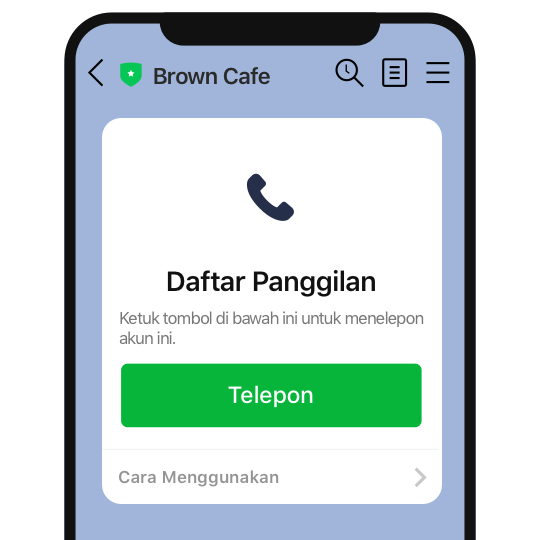 Brown Cafe
Daftar Panggilan
Ketuk tombol di bawah ini untuk menelepon
akun ini.
Telepon
Cara Menggunakan